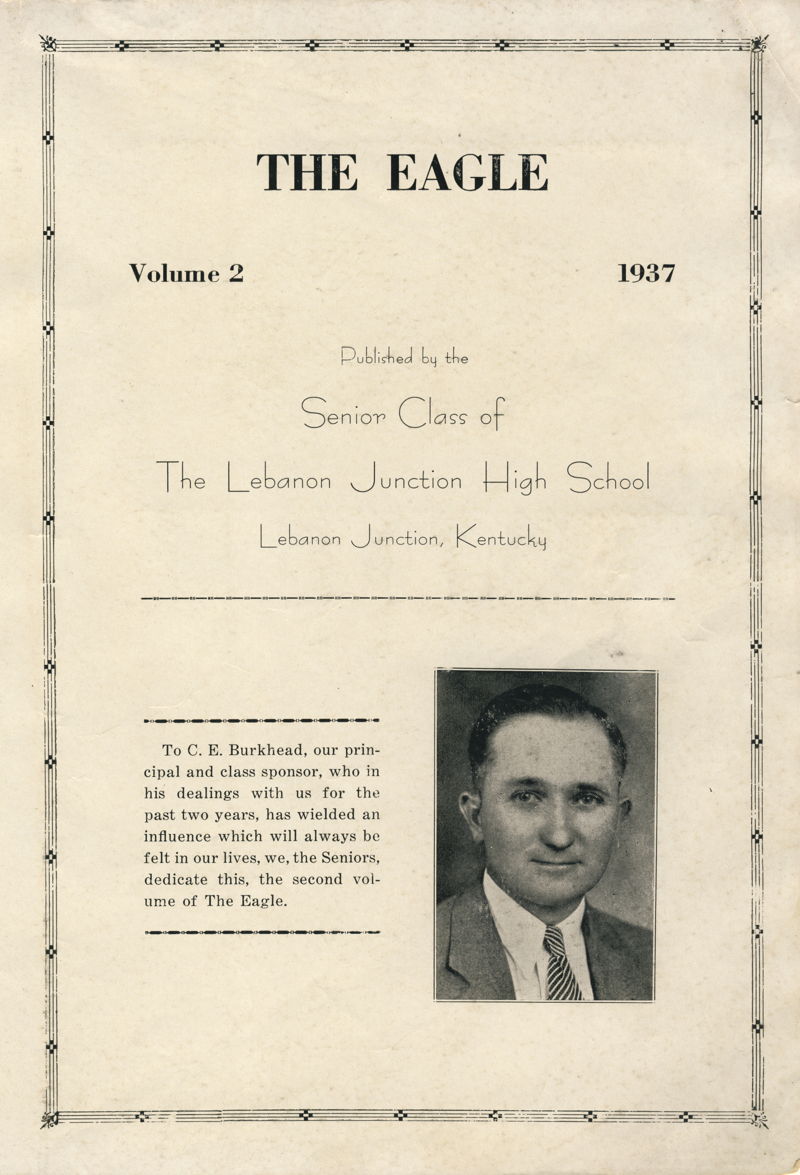 THE EAGLE
Volume 2 1937
Published by the
Senior Class of
The Lebanon Junction High School
Lebanon Junction, Kentucky
To C. E. Burkhead, our prin-
cipal and class sponsor, who in
his dealings with us for the
past two years, has wielded an
influence which will always be
felt in our lives, we, the Seniors,
dedicate this, the second vol-
ume of The Eagle.